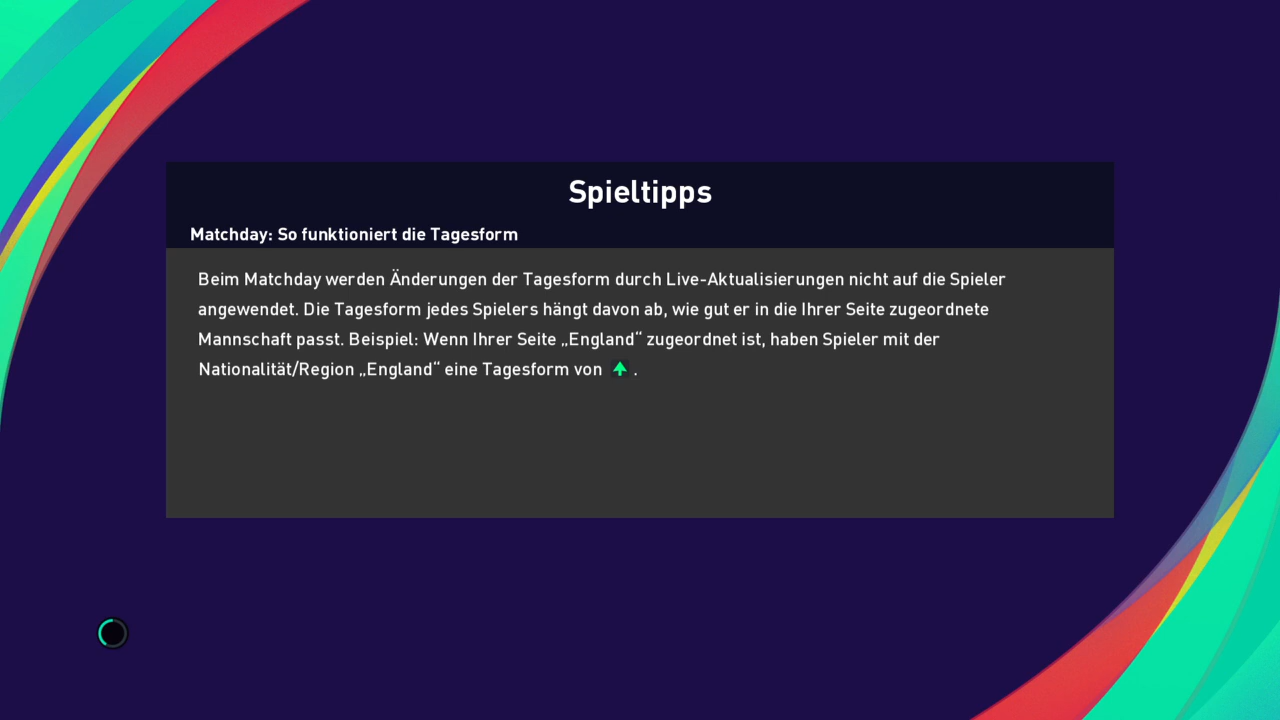 Spieltipps
Matchday: So funktioniert die Tagesform
Beim Matchday werden Änderungen der Tagesform durch Live-Aktualisierungen nicht auf die Spieler
angewendet. Die Tagesform jedes Spielers hängt davon ab, wie gut er in die Ihrer Seite zugeordnete
Mannschaft passt. Beispiel: Wenn Ihrer Seite „England“ zugeordnet ist, haben Spieler mit der
Nationalität/Region „England“ eine Tagesform von .